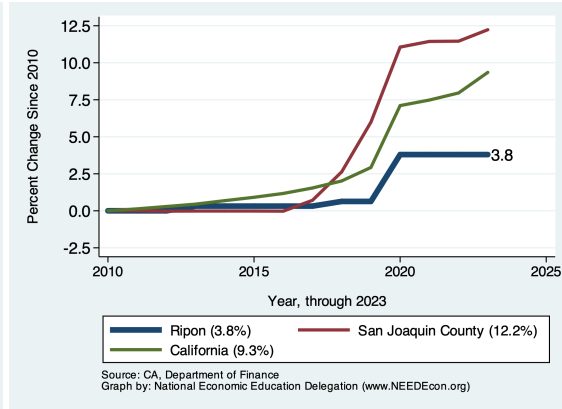 12.5
10.0
7.5
5.0
2.5
0.0
-2.5
Percent Change Since 2010
3.8
2010 2015 2020 2025
Year, through 2023
Ripon (3.8%) San Joaquin County (12.2%)
California (9.3%)
Source: CA, Department of Finance
Graph by: National Economic Education Delegation (www.NEEDEcon.org)